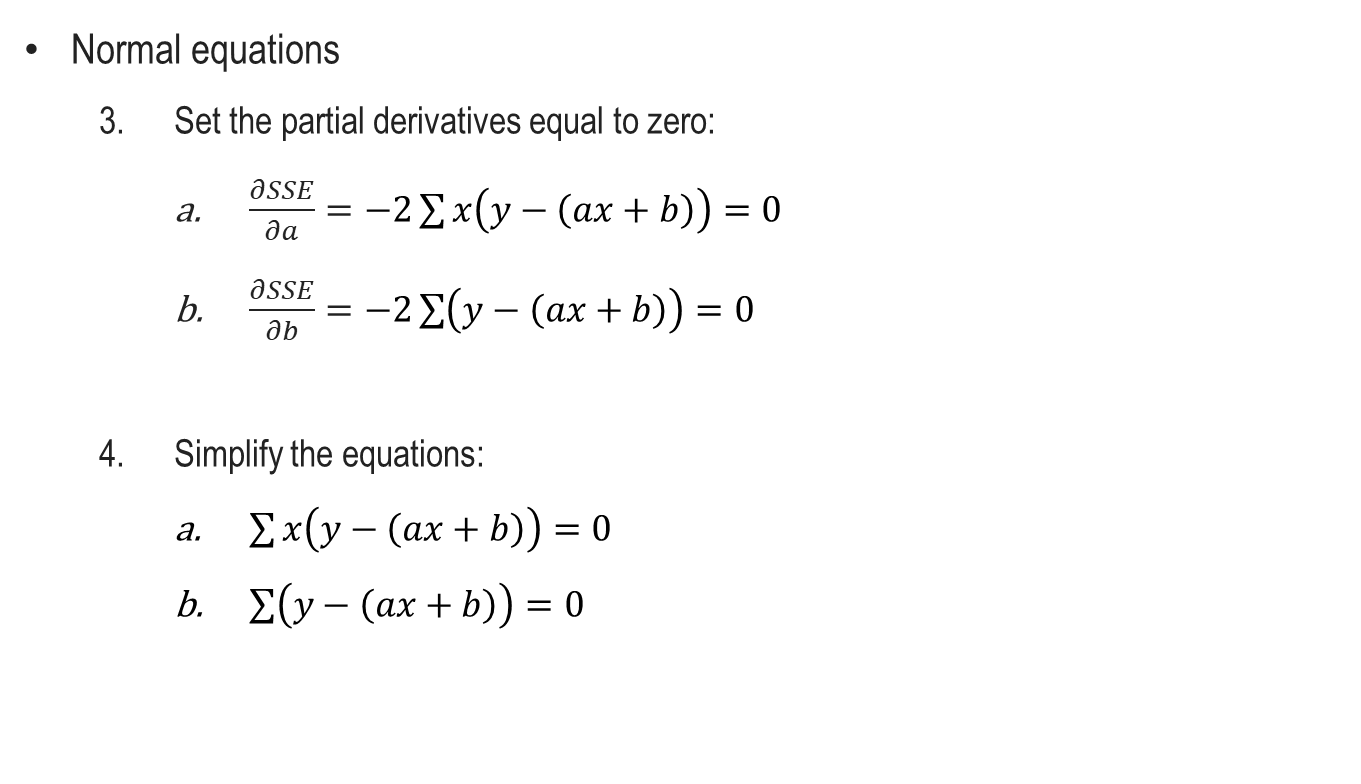 • Normal equations
3. Set the partial derivatives equal to zero:
a. ∂SSE/∂a = −2 ∑ x(y − (ax + b)) = 0
b. ∂SSE/∂b = −2 ∑(y − (ax + b)) = 0
4. Simplify the equations:
a. ∑ x(y − (ax + b)) = 0
b. ∑(y − (ax + b)) = 0